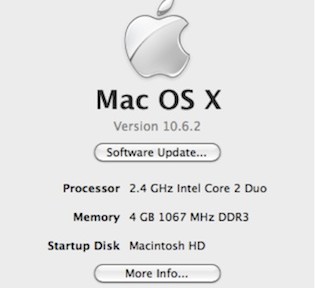 Mac OS X
Version 10.6.2
Software Update...
Processor 2.4 GHz Intel Core 2 Duo
Memory 4 GB 1067 MHz DDR3
Startup Disk Macintosh HD
More Info...